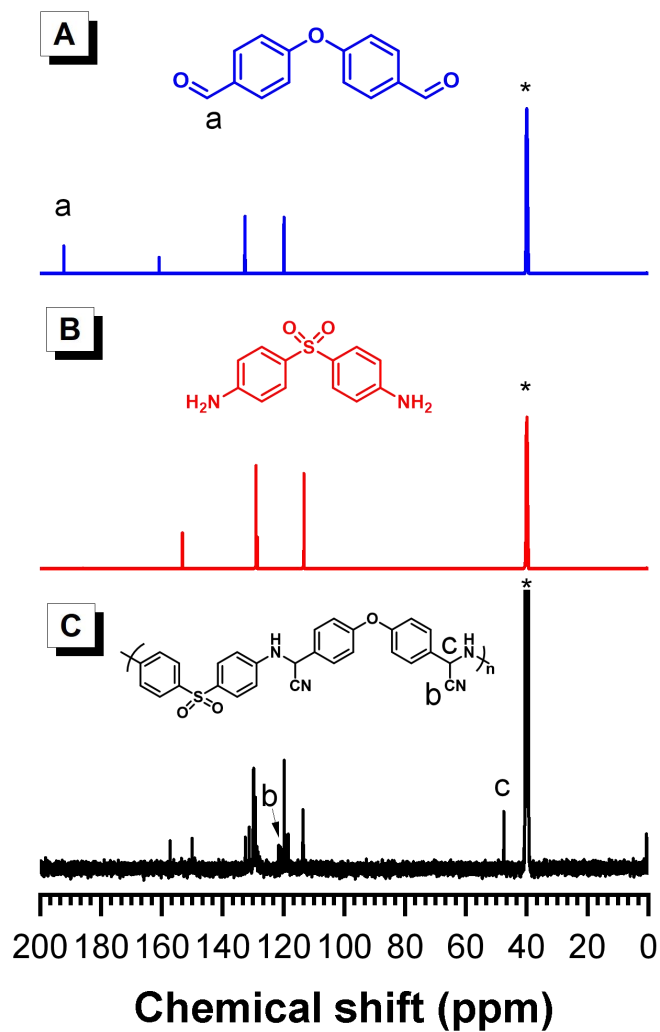 A
O
O
O
a
*
a
B
O O
S
H₂N
NH₂
*
C
*
O
H
N
H
C N
n
CN
b CN
S
O O
c
b
200 180 160 140 120 100 80 60 40 20 0
Chemical shift (ppm)